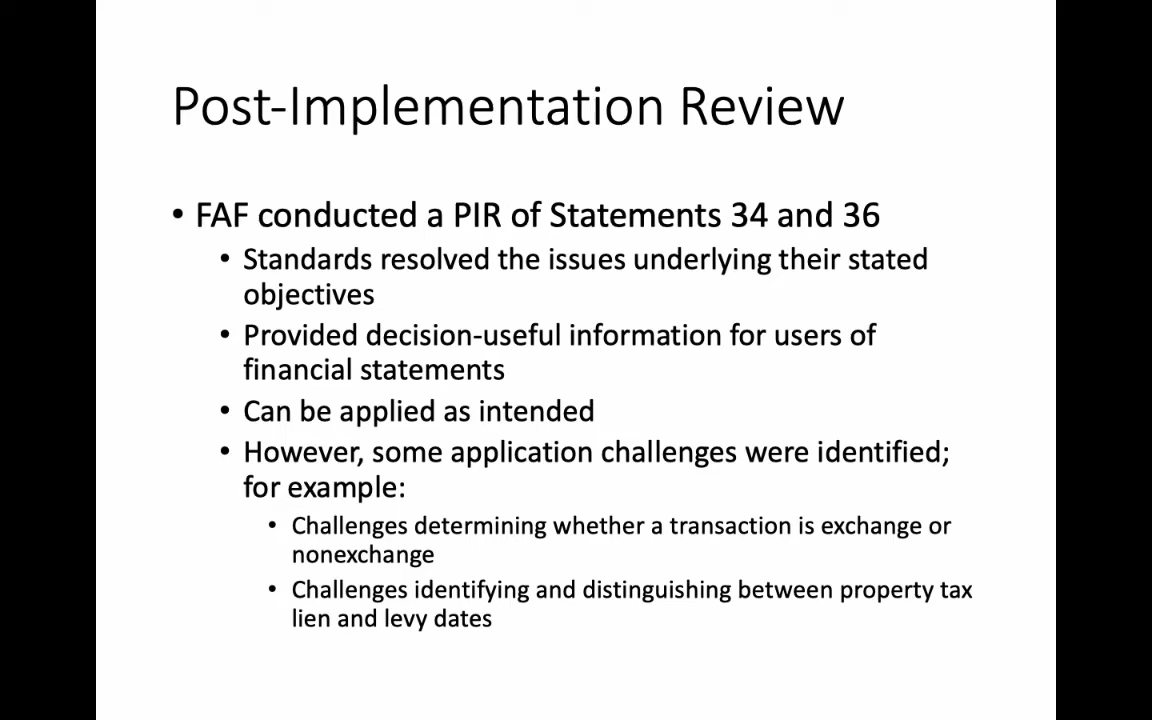 Post-Implementation Review
• FAF conducted a PIR of Statements 34 and 36
• Standards resolved the issues underlying their stated
objectives
• Provided decision-useful information for users of
financial statements
• Can be applied as intended
• However, some application challenges were identified;
for example:
• Challenges determining whether a transaction is exchange or
nonexchange
• Challenges identifying and distinguishing between property tax
lien and levy dates